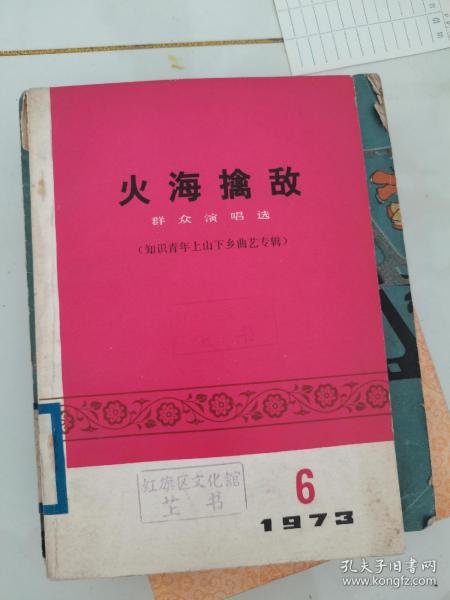 火海擒敌
群众演唱选
（知识青年上山下乡曲艺专辑）
红旗区文化館
书
6
1973
孔夫子旧书网
www.kongfz.com